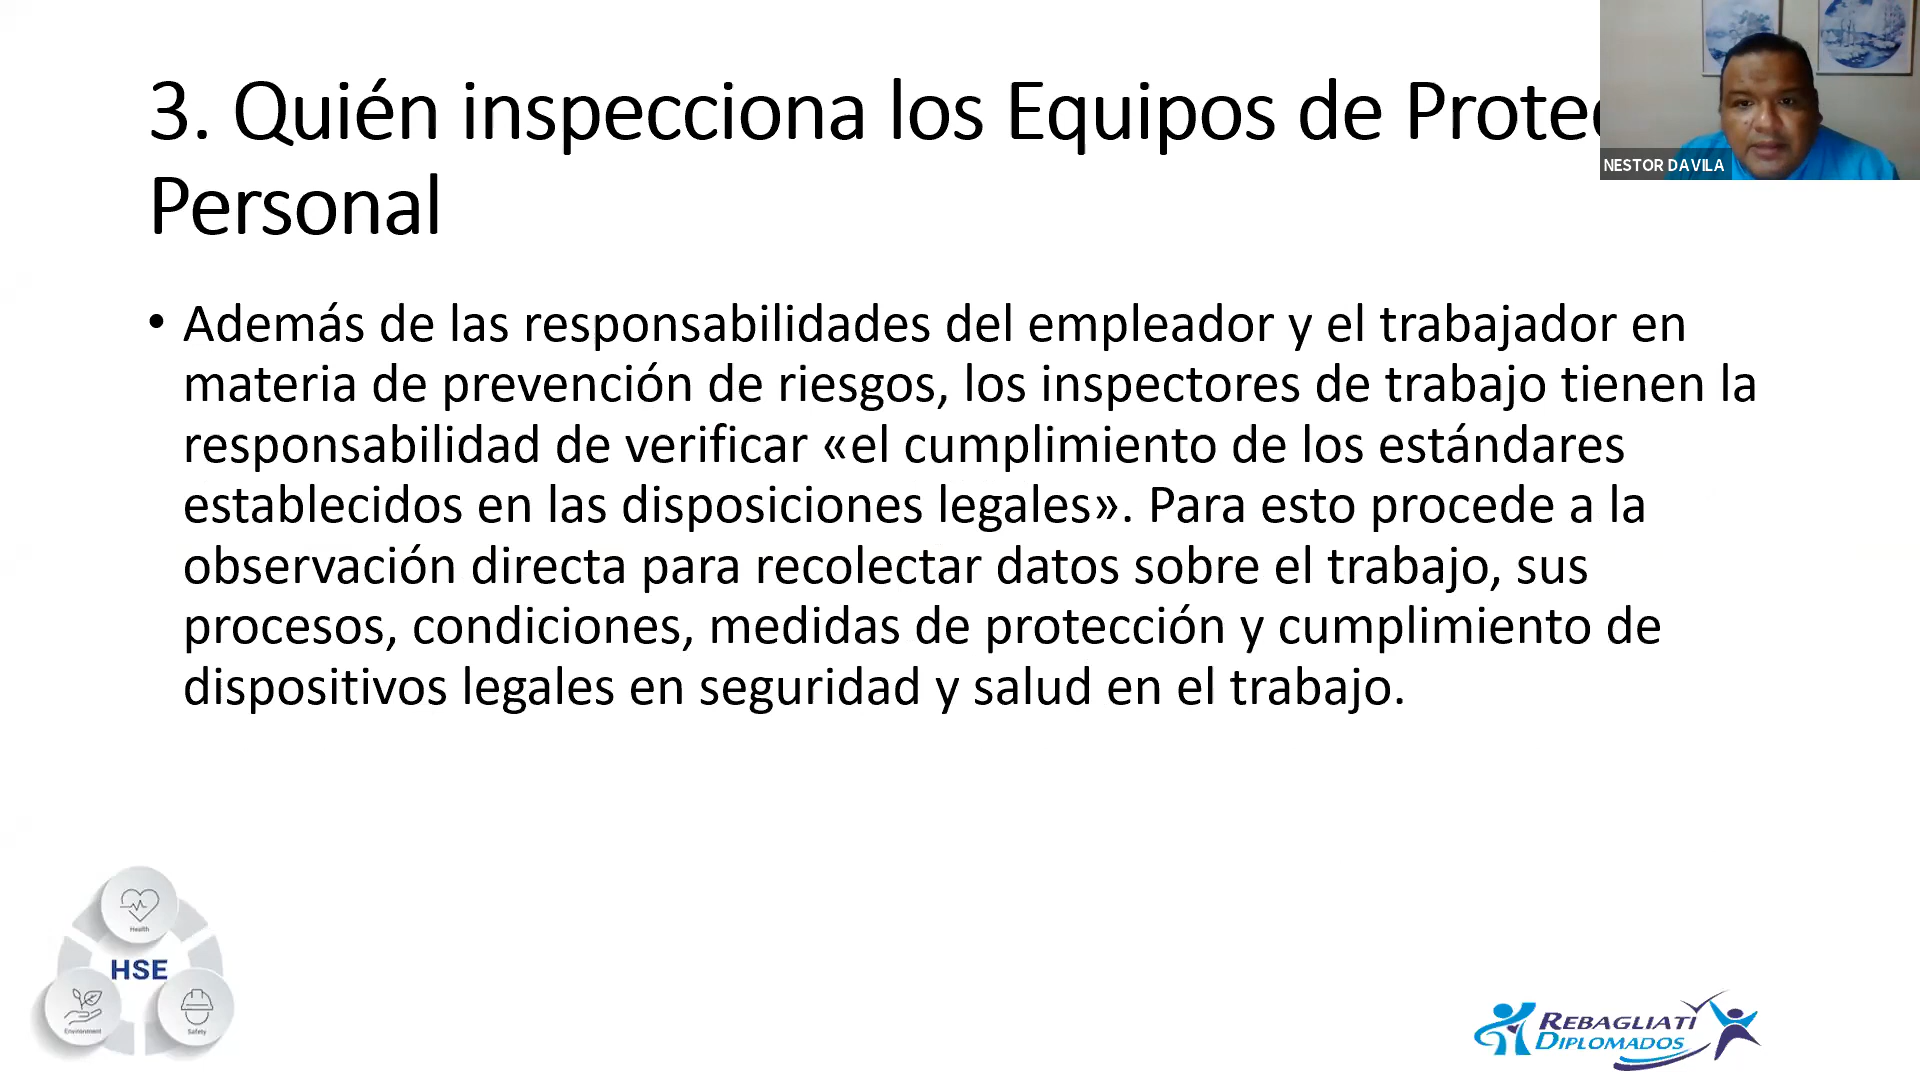 3. Quién inspecciona los Equipos de Prote
Personal
NESTOR DAVILA
• Además de las responsabilidades del empleador y el trabajador en
materia de prevención de riesgos, los inspectores de trabajo tienen la
responsabilidad de verificar «el cumplimiento de los estándares
establecidos en las disposiciones legales». Para esto procede a la
observación directa para recolectar datos sobre el trabajo, sus
procesos, condiciones, medidas de protección y cumplimiento de
dispositivos legales en seguridad y salud en el trabajo.
Health
HSE
Environment
Safety
REBAGLIATI
DIPLOMADOS